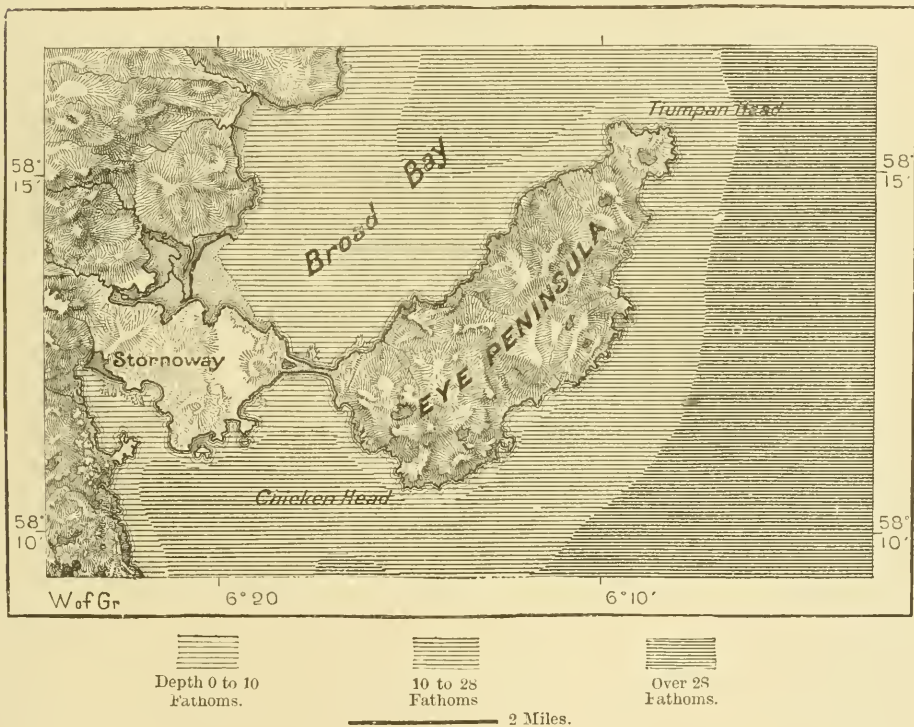 Tiumpan Head
58°
15'
58°
15'
Broad Bay
EYE PENINSULA
Stornoway
Chicken Head
58°
10'
58°
10'
W of Gr
6°20
6°10'
Depth 0 to 10
Fathoms.
10 to 28
Fathoms
Over 28
Fathoms.
2 Miles.